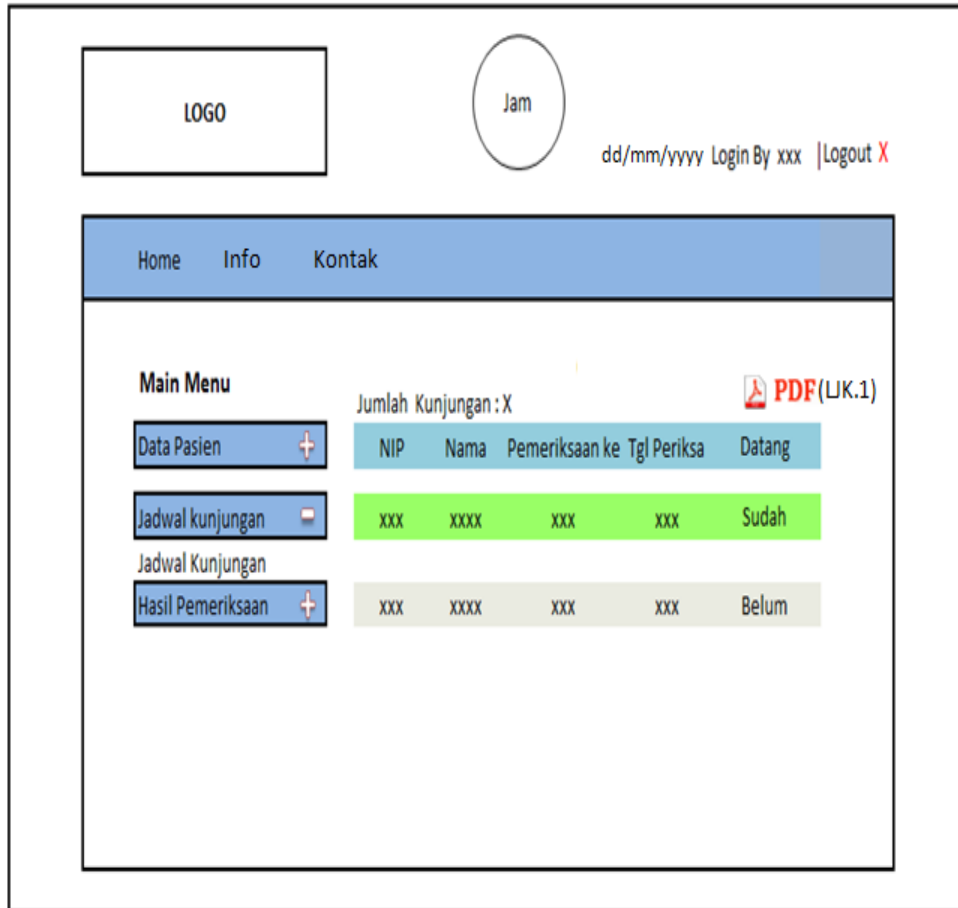 LOGO
Jam
dd/mm/yyyy Login By xxx |Logout X
Home Info Kontak
Main Menu
PDF(LJK.1)
Jumlah Kunjungan : X
Data Pasien
NIP Nama Pemeriksaan ke Tgl Periksa Datang
Jadwal kunjungan
xxx xxxx xxx xxx Sudah
Jadwal Kunjungan
Hasil Pemeriksaan
xxx xxxx xxx xxx Belum